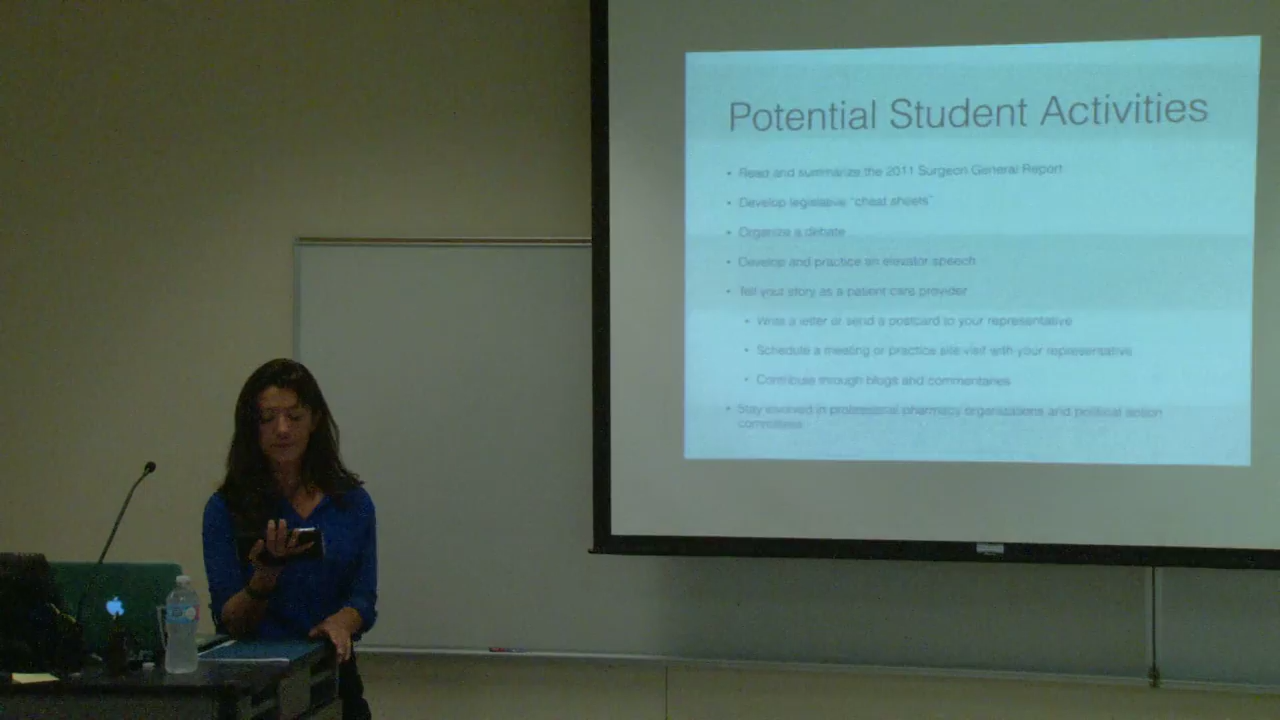 Potential Student Activities
• Read and summarize the 2011 Surgeon General Report
• Develop legislative "cheat sheets"
• Organize a debate
• Develop and practice an elevator speech
• Tell your story as a patient care provider
• Write a letter or send a postcard to your representative
• Schedule a meeting or practice site visit with your representative
• Contribute through blogs and commentaries
• Stay involved in professional pharmacy organizations and political action
committees